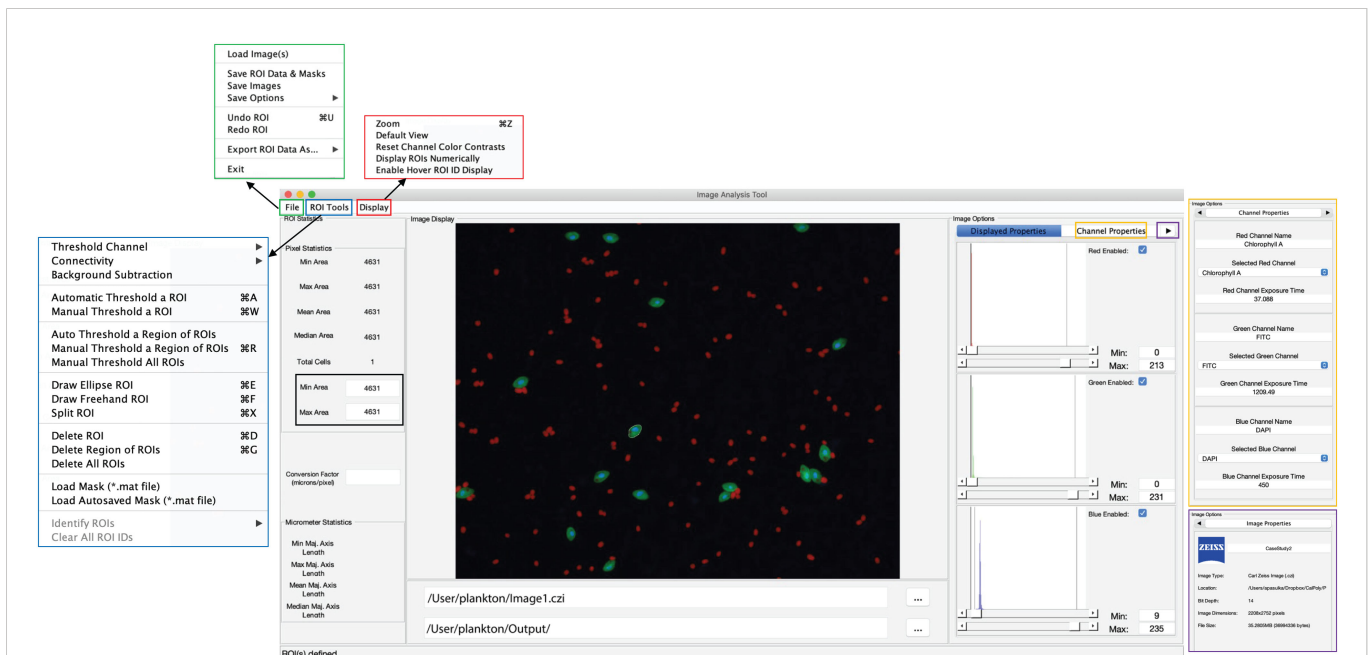 Load Image(s)
Save ROI Data & Masks
Save Images
Save Options
Undo ROI ⌘U
Redo ROI
Export ROI Data As...
Exit
Zoom ⌘Z
Default View
Reset Channel Color Contrasts
Display ROIs Numerically
Enable Hover ROI ID Display
Threshold Channel
Connectivity
Background Subtraction
Automatic Threshold a ROI ⌘A
Manual Threshold a ROI ⌘W
Auto Threshold a Region of ROIs
Manual Threshold a Region of ROIs ⌘R
Manual Threshold All ROIs
Draw Ellipse ROI ⌘E
Draw Freehand ROI ⌘F
Split ROI ⌘X
Delete ROI ⌘D
Delete Region of ROIs ⌘G
Delete All ROIs
Load Mask (*.mat file)
Load Autosaved Mask (*.mat file)
Identify ROIs
Clear All ROI IDs
Image Analysis Tool
File ROI Tools Display
ROI Statistics
Pixel Statistics
Min Area 4631
Max Area 4631
Mean Area 4631
Median Area 4631
Total Cells 1
Min Area 4631
Max Area 4631
Conversion Factor
(microns/pixel)
Micrometer Statistics
Min Maj. Axis
Length
Max Maj. Axis
Length
Mean Maj. Axis
Length
Median Maj. Axis
Length
ROI(s) defined
Image Display
/User/plankton/Image1.czi ...
/User/plankton/Output/ ...
Image Options
Displayed Properties Channel Properties
Red Enabled:
Min: 0
Max: 213
Green Enabled:
Min: 0
Max: 231
Blue Enabled:
Min: 9
Max: 235
Image Options
Channel Properties
Red Channel Name
Chlorophyll A
Selected Red Channel
Chlorophyll A
Red Channel Exposure Time
37.088
Green Channel Name
FITC
Selected Green Channel
FITC
Green Channel Exposure Time
1209.49
Blue Channel Name
DAPI
Selected Blue Channel
DAPI
Blue Channel Exposure Time
450
Image Options
Image Properties
ZEISS
CaseStudy2
Image Type: Carl Zeiss Image (.czi)
Location: /Users/apasulka/Dropbox/CalPoly/P
Bit Depth: 14
Image Dimensions: 2208x2752 pixels
File Size: 35.2805MB (36994336 bytes)